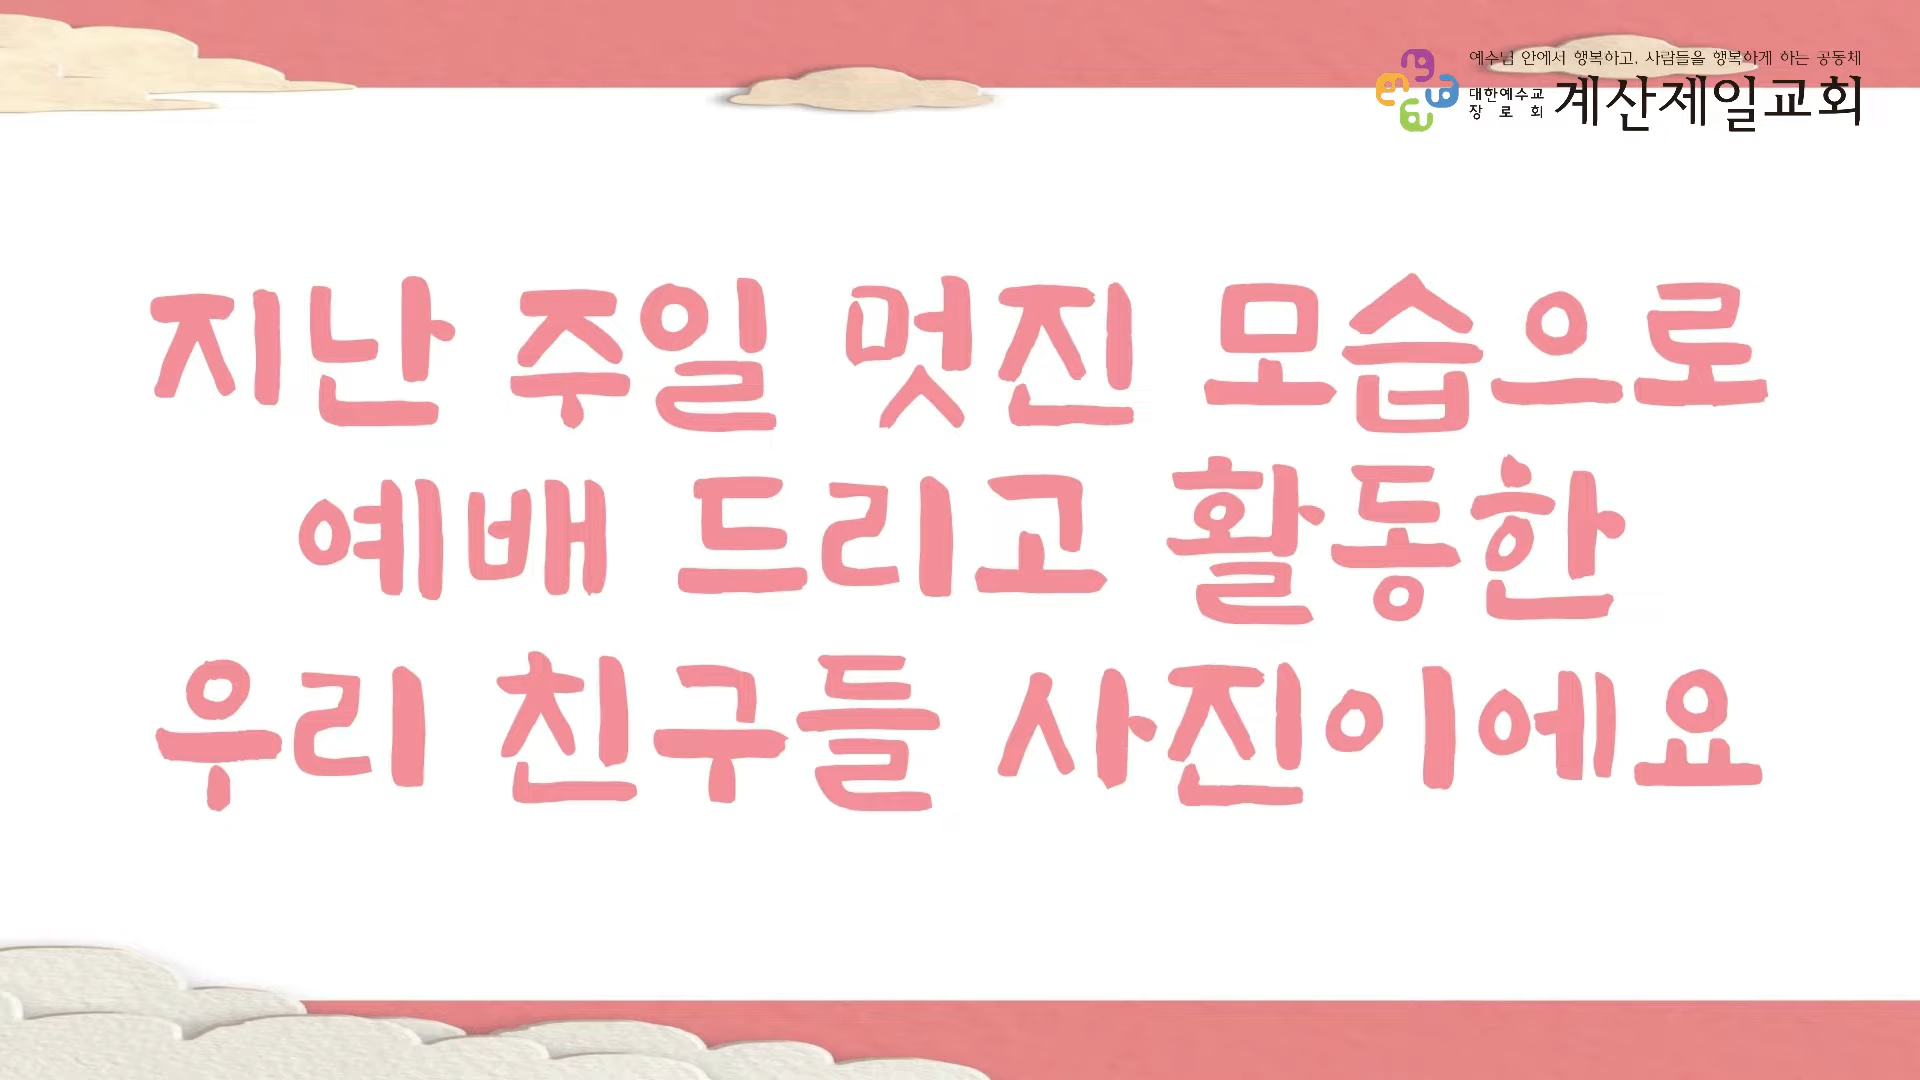 예수님 안에서 행복하고, 사람들을 행복하게 하는 공동체
대한예수교
장로회
계산제일교회
지난 주일 멋진 모습으로
예배 드리고 활동한
우리 친구들 사진이에요